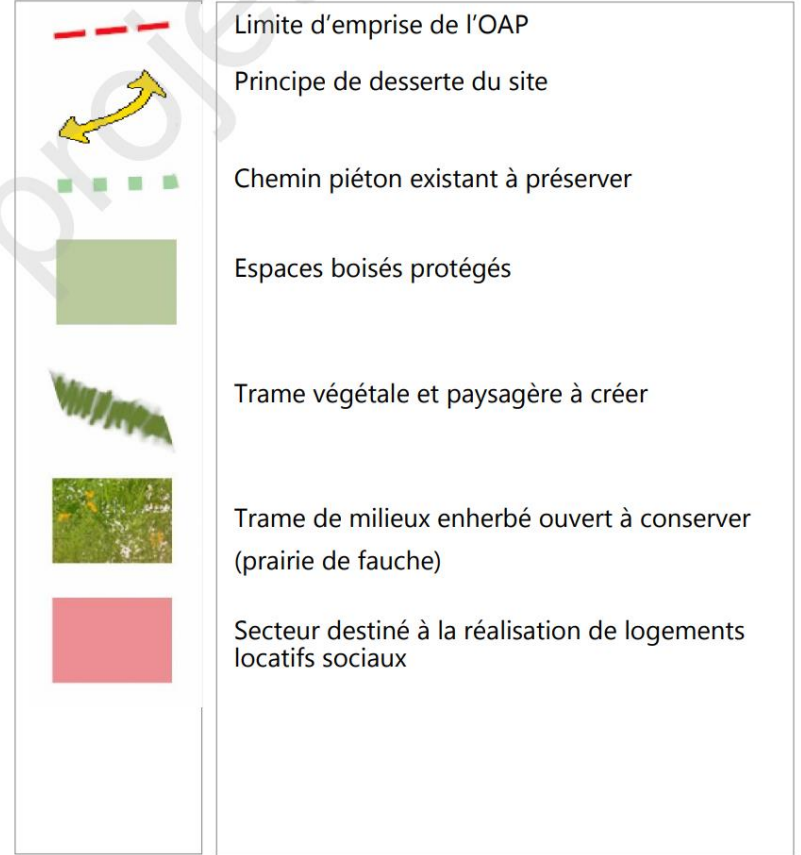 Limite d'emprise de l'OAP
Principe de desserte du site
Chemin piéton existant à préserver
Espaces boisés protégés
Trame végétale et paysagère à créer
Trame de milieux enherbé ouvert à conserver
(prairie de fauche)
Secteur destiné à la réalisation de logements
locatifs sociaux